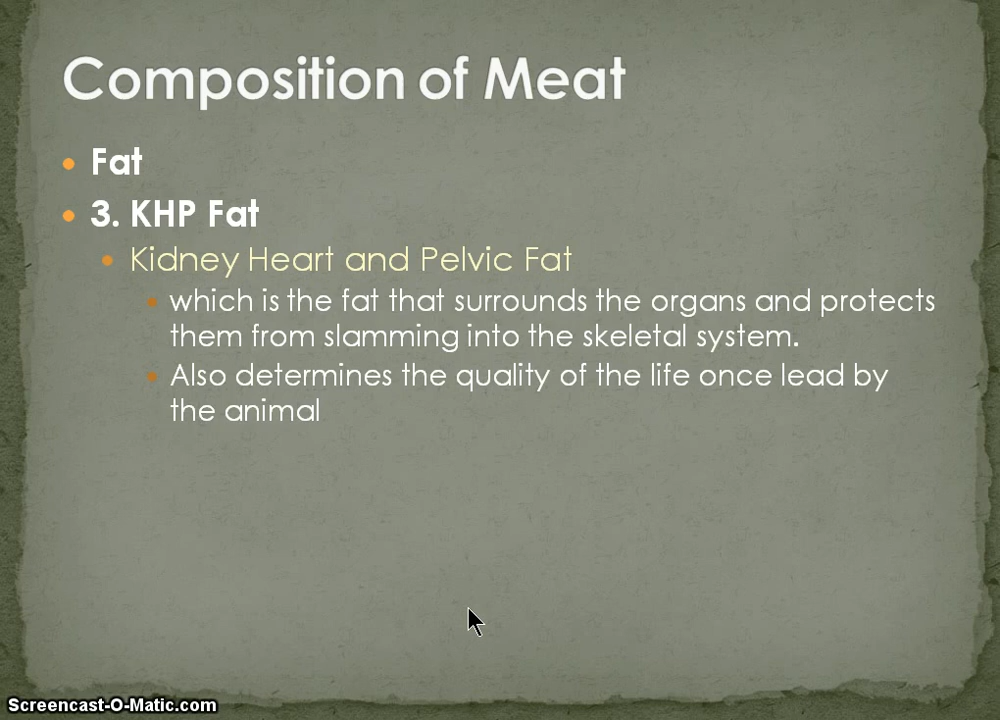 Composition of Meat
Fat
3. KHP Fat
Kidney Heart and Pelvic Fat
which is the fat that surrounds the organs and protects
them from slamming into the skeletal system.
Also determines the quality of the life once lead by
the animal
Screencast-O-Matic.com